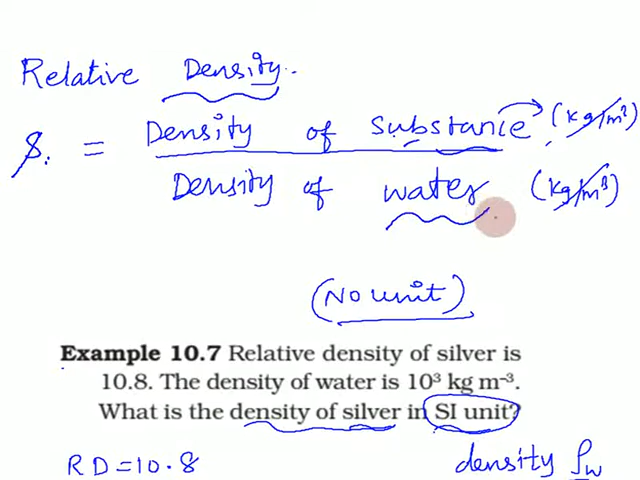 Relative Density.
S. = Density of Substance (kg/m³)
Density of water (kg/m³)
(No unit)
Example 10.7 Relative density of silver is
10.8. The density of water is 10³ kg m⁻³.
What is the density of silver in SI unit?
RD = 10.8 density ρw